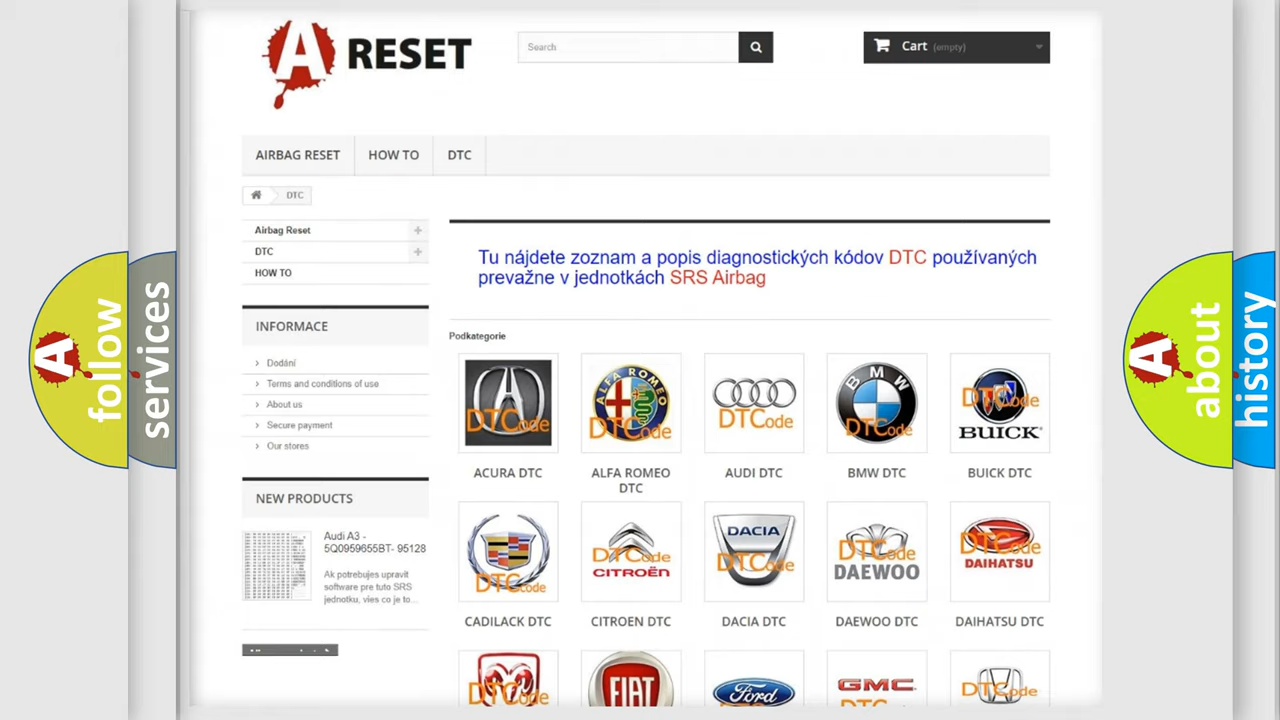 A RESET
Search
Cart (empty)
AIRBAG RESET
HOW TO
DTC
DTC
Airbag Reset
DTC
HOW TO
INFORMACE
Dodání
Terms and conditions of use
About us
Secure payment
Our stores
NEW PRODUCTS
Audi A3 -
5Q0959655BT- 95128
Ak potrebujes upravit
software pre tuto SRS
jednotku, vies co je to...
Tu nájdete zoznam a popis diagnostických kódov DTC používaných
prevažne v jednotkách SRS Airbag
Podkategorie
DTCode
ALFA ROMEO
DTCode
DTCode
BMW
DTCode
DTCode
BUICK
ACURA DTC
ALFA ROMEO
DTC
AUDI DTC
BMW DTC
BUICK DTC
DTCode
DTCode
CITROËN
DACIA
DTCode
DTCode
DAEWOO
DTCode
DAIHATSU
CADILACK DTC
CITROEN DTC
DACIA DTC
DAEWOO DTC
DAIHATSU DTC
DTCode
FIAT
Ford
GMC
DTCode
A follow
services
A about
history